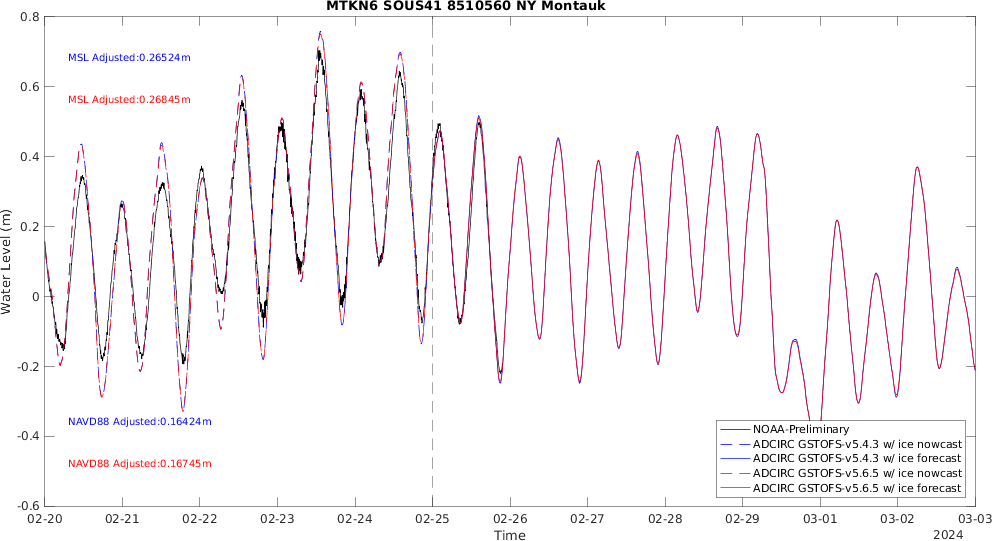 MTKN6 SOUS41 8510560 NY Montauk
0.8
0.6
0.4
0.2
0
-0.2
-0.4
-0.6
Water Level (m)
MSL Adjusted:0.26524m
MSL Adjusted:0.26845m
NAVD88 Adjusted:0.16424m
NAVD88 Adjusted:0.16745m
NOAA-Preliminary
ADCIRC GSTOFS-v5.4.3 w/ ice nowcast
ADCIRC GSTOFS-v5.4.3 w/ ice forecast
ADCIRC GSTOFS-v5.6.5 w/ ice nowcast
ADCIRC GSTOFS-v5.6.5 w/ ice forecast
02-20 02-21 02-22 02-23 02-24 02-25 02-26 02-27 02-28 02-29 03-01 03-02 03-03
Time
2024